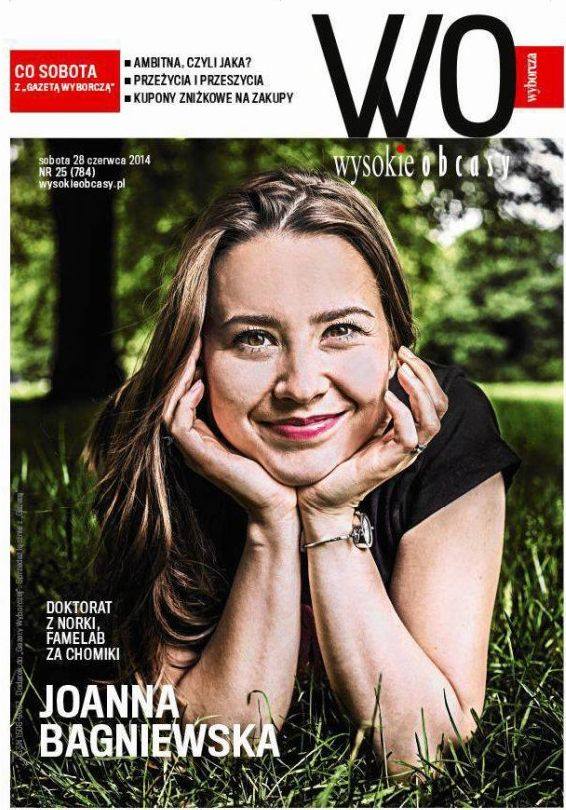 CO SOBOTA
Z „GAZETĄ WYBORCZĄ”
■ AMBITNA, CZYLI JAKA?
■ PRZEŻYCIA I PRZESZYCIA
■ KUPONY ZNIŻKOWE NA ZAKUPY
WO
wyborcza
wysokie obcasy
sobota 28 czerwca 2014
NR 25 (784)
wysokieobcasy.pl
DOKTORAT
Z NORKI,
FAMELAB
ZA CHOMIKI
JOANNA
BAGNIEWSKA